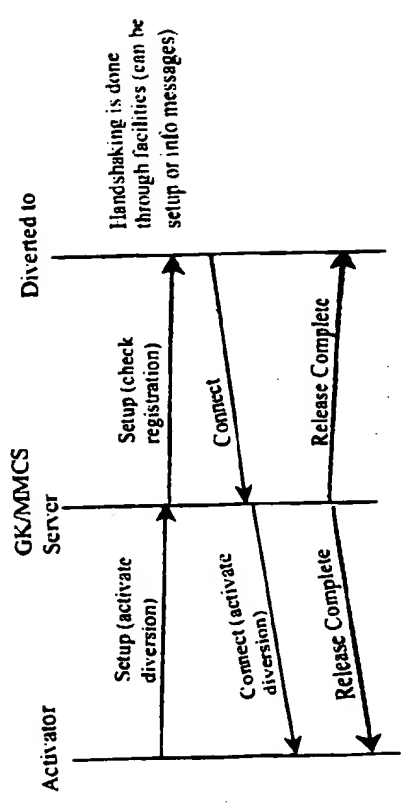 Activator
GK/MMCS
Server
Diverted to
Setup (activate
diversion)
Setup (check
registration)
Handshaking is done
through facilities (can be
setup or info messages)
Connect
Connect (activate
diversion)
Release Complete
Release Complete